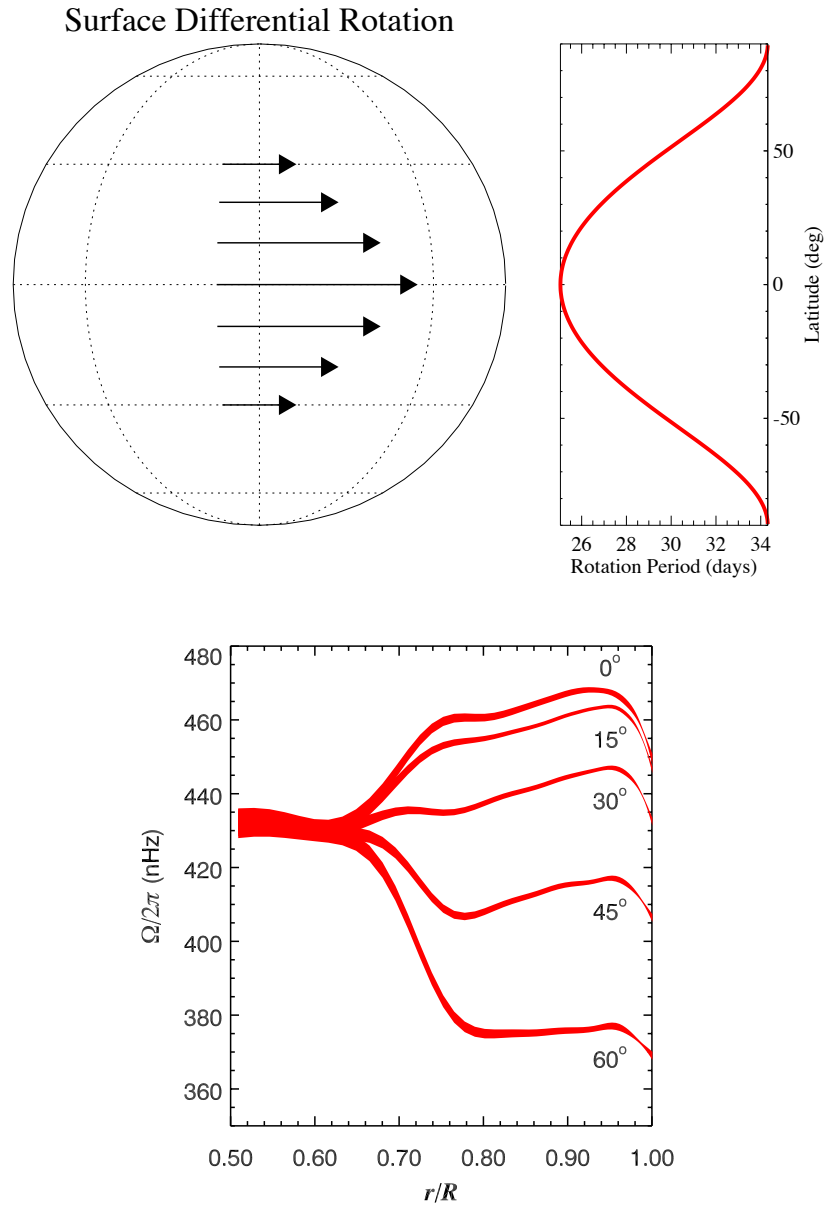 Surface Differential Rotation
50
0
-50
Latitude (deg)
26 28 30 32 34
Rotation Period (days)
480
460
440
420
400
380
360
Ω/2π (nHz)
0°
15°
30°
45°
60°
0.50 0.60 0.70 0.80 0.90 1.00
r/R